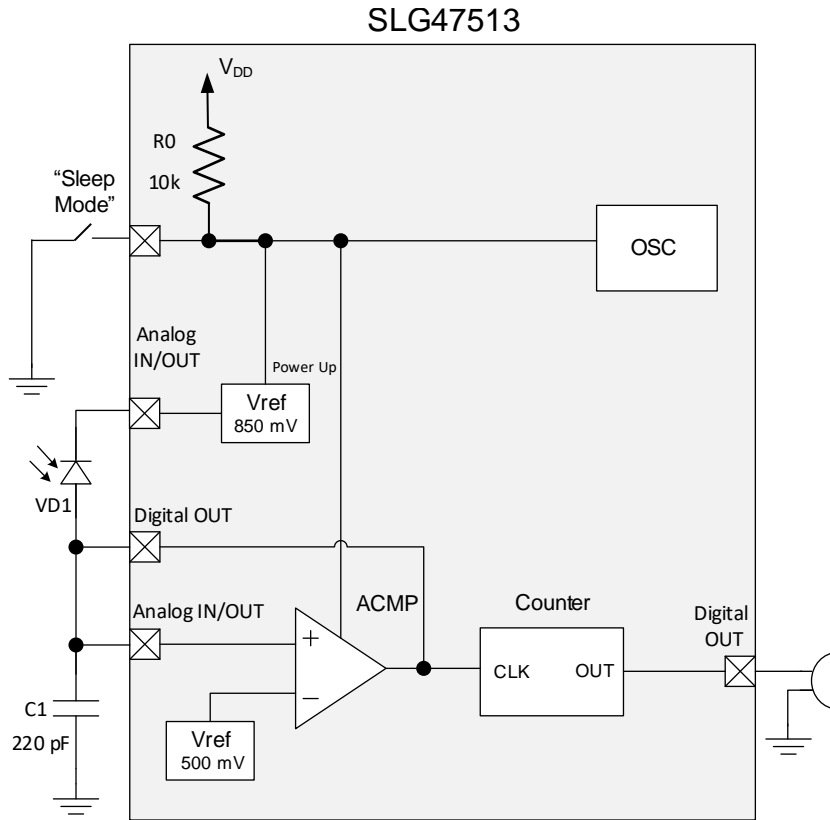 SLG47513
VDD
R0
10k
"Sleep
Mode"
OSC
Analog
IN/OUT
Power Up
Vref
850 mV
VD1
Digital OUT
Analog IN/OUT
ACMP
Counter
Digital
OUT
+
−
CLK
OUT
C1
220 pF
Vref
500 mV